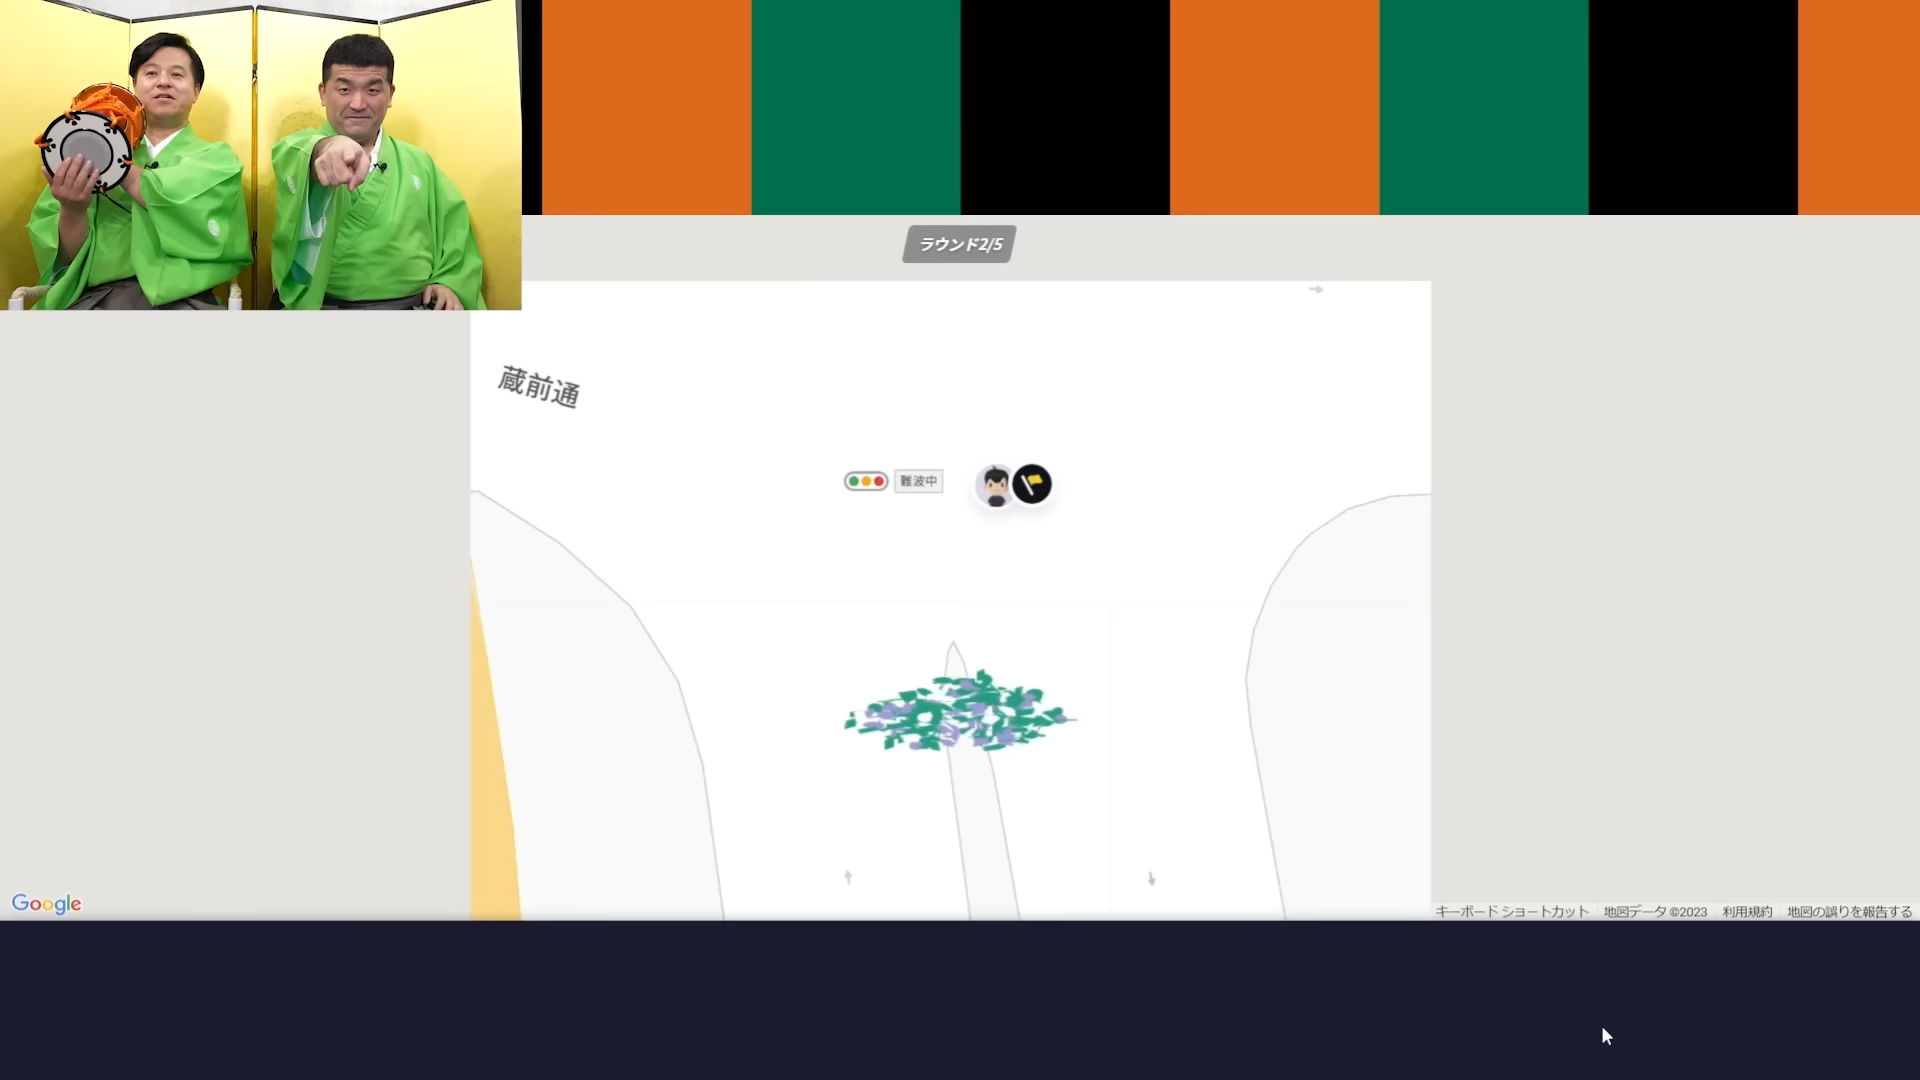 ラウンド2/5
蔵前通
難波中
Google
キーボード ショートカット
地図データ ©2023
利用規約
地図の誤りを報告する